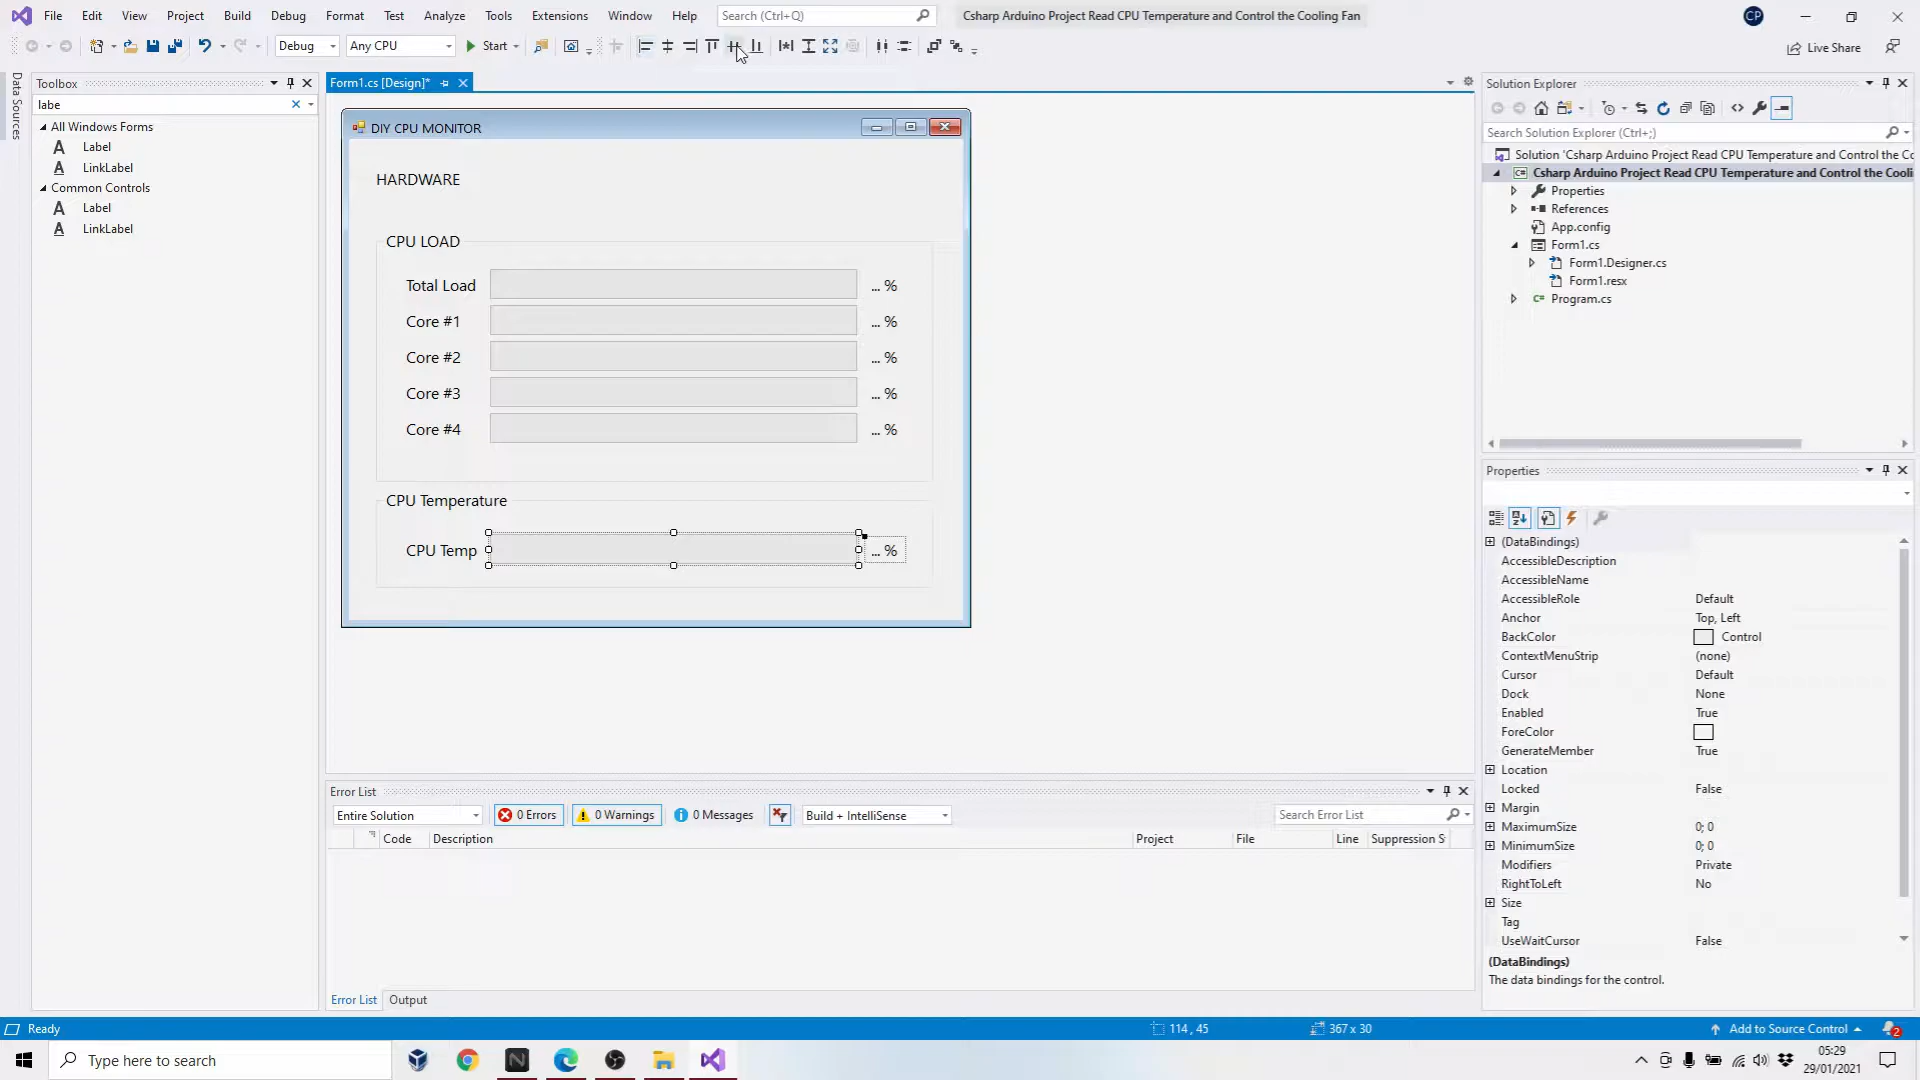 File Edit View Project Build Debug Format Test Analyze Tools Extensions Window Help Search (Ctrl+Q) Csharp Arduino Project Read CPU Temperature and Control the Cooling Fan CP
Debug Any CPU Start Live Share
Data Sources
Toolbox
labe
All Windows Forms
Label
LinkLabel
Common Controls
Label
LinkLabel
Form1.cs [Design]*
DIY CPU MONITOR
HARDWARE
CPU LOAD
Total Load ... %
Core #1 ... %
Core #2 ... %
Core #3 ... %
Core #4 ... %
CPU Temperature
CPU Temp ... %
Error List
Entire Solution 0 Errors 0 Warnings 0 Messages Build + IntelliSense Search Error List
Code Description Project File Line Suppression S
Error List Output
Solution Explorer
Search Solution Explorer (Ctrl+;)
Solution 'Csharp Arduino Project Read CPU Temperature and Control the Cc
C# Csharp Arduino Project Read CPU Temperature and Control the Cooli
Properties
References
App.config
Form1.cs
Form1.Designer.cs
Form1.resx
C# Program.cs
Properties
(DataBindings)
AccessibleDescription
AccessibleName
AccessibleRole Default
Anchor Top, Left
BackColor Control
ContextMenuStrip (none)
Cursor Default
Dock None
Enabled True
ForeColor
GenerateMember True
Location
Locked False
Margin
MaximumSize 0; 0
MinimumSize 0; 0
Modifiers Private
RightToLeft No
Size
Tag
UseWaitCursor False
(DataBindings)
The data bindings for the control.
Ready 114 , 45 367 x 30 Add to Source Control 2
Type here to search
05:29
29/01/2021